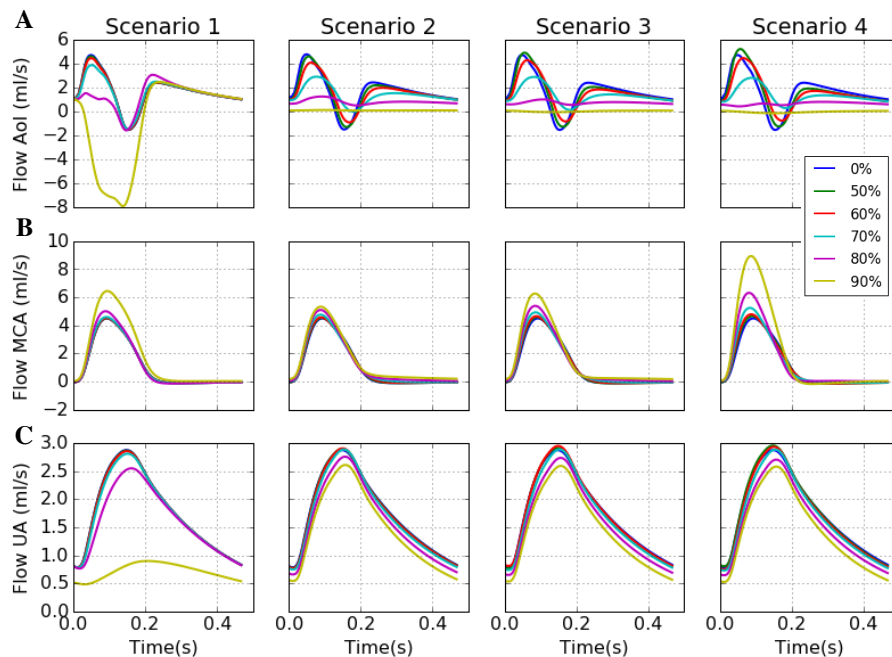 A
Scenario 1
Scenario 2
Scenario 3
Scenario 4
Flow AoI (ml/s)
6
4
2
0
−2
−4
−6
−8
0%
50%
60%
70%
80%
90%
B
Flow MCA (ml/s)
10
8
6
4
2
0
−2
C
Flow UA (ml/s)
3.0
2.5
2.0
1.5
1.0
0.5
0.0
0.0 0.2 0.4
0.0 0.2 0.4
0.0 0.2 0.4
0.0 0.2 0.4
Time(s)
Time(s)
Time(s)
Time(s)